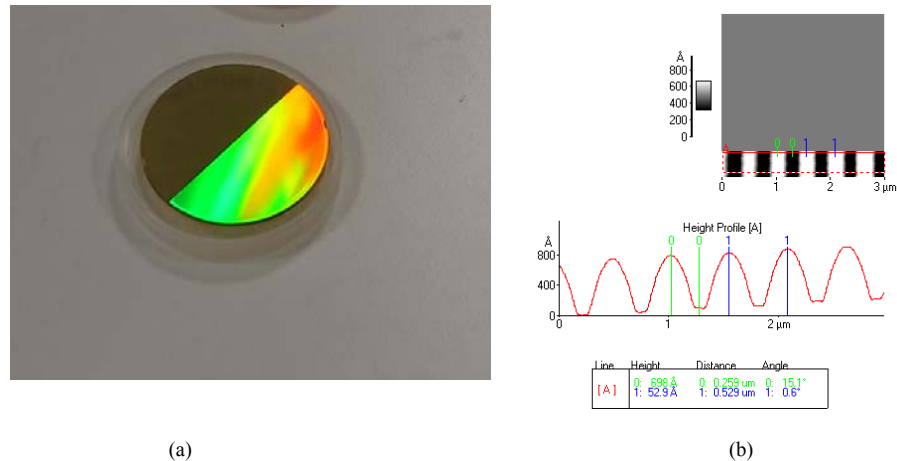 Å
800
600
400
200
0
A
0 0 1 1
0 1 2 3 µm
Height Profile [A]
Å
0 0 1 1
800
400
0
0 1 2 µm
Line Height Distance Angle
[A] 0: 698 Å 0: 0.259 um 0: 15.1°
1: 52.9 Å 1: 0.529 um 1: 0.6°
(a) (b)